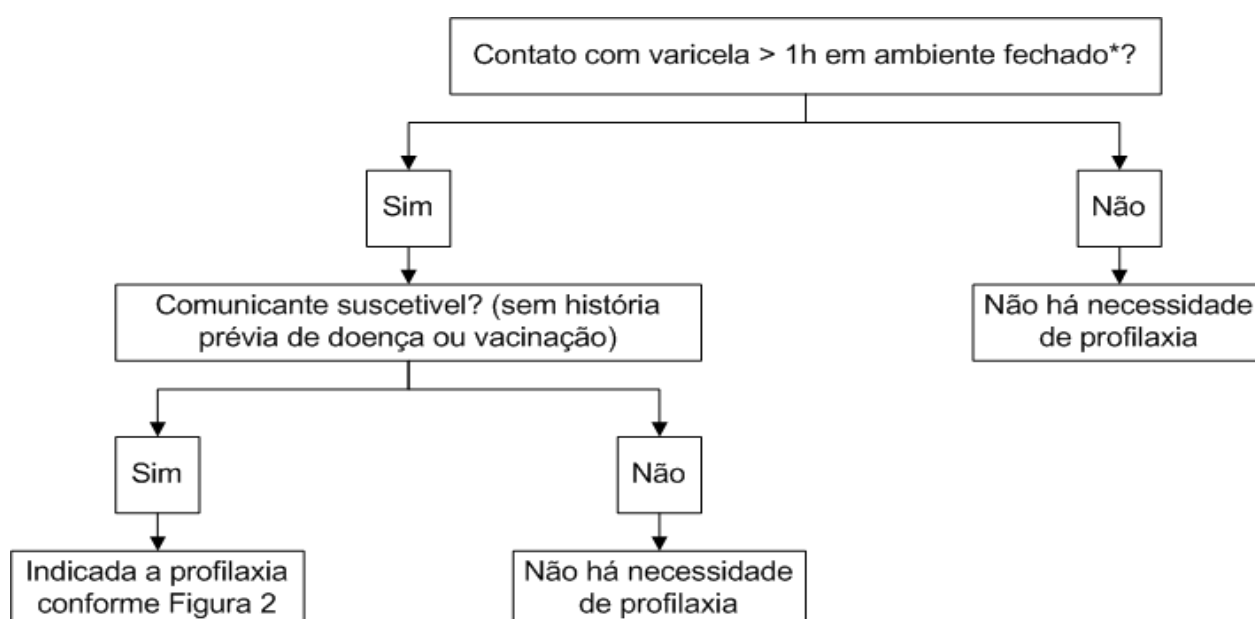 Contato com varicela > 1h em ambiente fechado*?
Sim
Não
Comunicante suscetivel? (sem história
prévia de doença ou vacinação)
Não há necessidade
de profilaxia
Sim
Não
Indicada a profilaxia
conforme Figura 2
Não há necessidade
de profilaxia